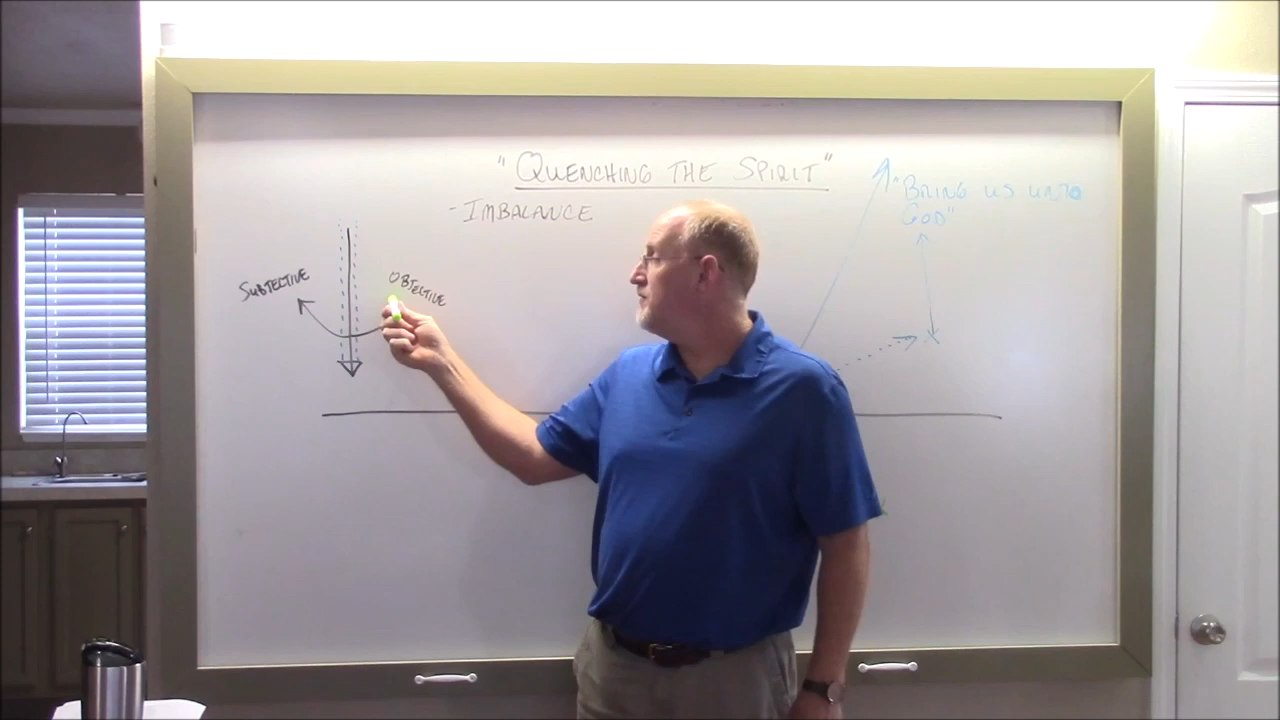 "QUENCHING THE SPIRIT"
- IMBALANCE
"BRING US UNTO
GOD"
SUBJECTIVE
OBJECTIVE